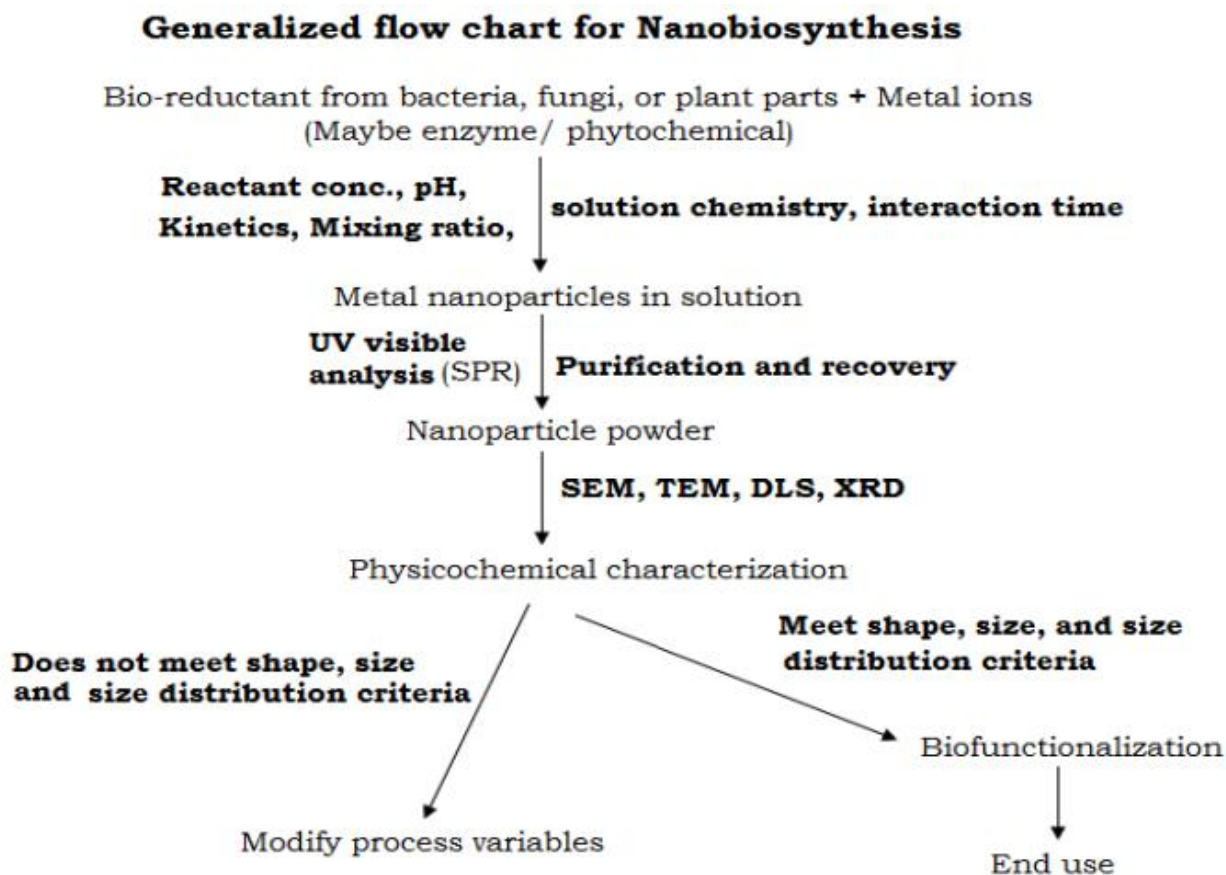 Generalized flow chart for Nanobiosynthesis
Bio-reductant from bacteria, fungi, or plant parts + Metal ions
(Maybe enzyme/ phytochemical)
Reactant conc., pH,
Kinetics, Mixing ratio,
solution chemistry, interaction time
Metal nanoparticles in solution
UV visible
analysis (SPR)
Purification and recovery
Nanoparticle powder
SEM, TEM, DLS, XRD
Physicochemical characterization
Does not meet shape, size
and size distribution criteria
Meet shape, size, and size
distribution criteria
Biofunctionalization
Modify process variables
End use